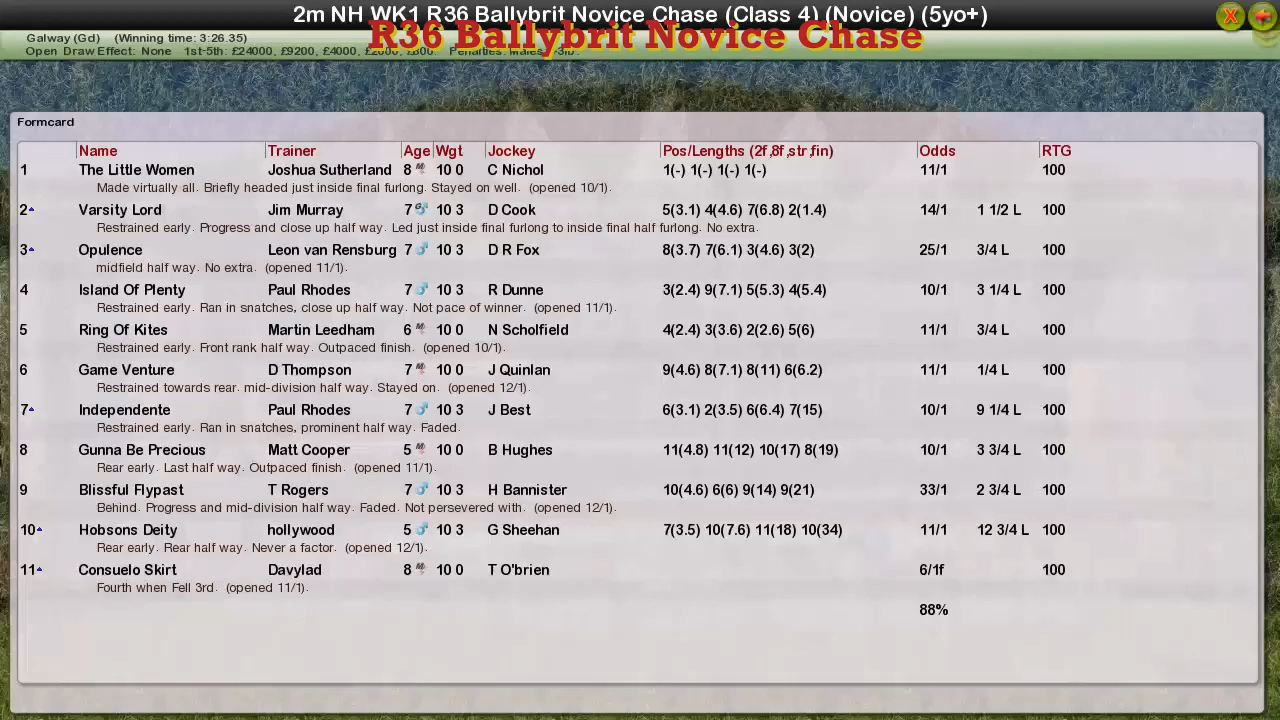 2m NH WK1 R36 Ballybrit Novice Chase (Class 4) (Novice) (5yo+)
R36 Ballybrit Novice Chase
Galway (Gd) (Winning time: 3:26.35)
Open Draw Effect: None 1st-5th: £24000, £9200, £4000, £2000, £800. Penalties: Males, -3lb.
Formcard
Name Trainer Age Wgt Jockey Pos/Lengths (2f,8f,str,fin) Odds RTG
1 The Little Women Joshua Sutherland 8 10 0 C Nichol 1(-) 1(-) 1(-) 1(-) 11/1 100
Made virtually all. Briefly headed just inside final furlong. Stayed on well. (opened 10/1).
2 Varsity Lord Jim Murray 7 10 3 D Cook 5(3.1) 4(4.6) 7(6.8) 2(1.4) 14/1 1 1/2 L 100
Restrained early. Progress and close up half way. Led just inside final furlong to inside final half furlong. No extra.
3 Opulence Leon van Rensburg 7 10 3 D R Fox 8(3.7) 7(6.1) 3(4.6) 3(2) 25/1 3/4 L 100
midfield half way. No extra. (opened 11/1).
4 Island Of Plenty Paul Rhodes 7 10 3 R Dunne 3(2.4) 9(7.1) 5(5.3) 4(5.4) 10/1 3 1/4 L 100
Restrained early. Ran in snatches, close up half way. Not pace of winner. (opened 11/1).
5 Ring Of Kites Martin Leedham 6 10 0 N Scholfield 4(2.4) 3(3.6) 2(2.6) 5(6) 11/1 3/4 L 100
Restrained early. Front rank half way. Outpaced finish. (opened 10/1).
6 Game Venture D Thompson 7 10 0 J Quinlan 9(4.6) 8(7.1) 8(11) 6(6.2) 11/1 1/4 L 100
Restrained towards rear. mid-division half way. Stayed on. (opened 12/1).
7 Independente Paul Rhodes 7 10 3 J Best 6(3.1) 2(3.5) 6(6.4) 7(15) 10/1 9 1/4 L 100
Restrained early. Ran in snatches, prominent half way. Faded.
8 Gunna Be Precious Matt Cooper 5 10 0 B Hughes 11(4.8) 11(12) 10(17) 8(19) 10/1 3 3/4 L 100
Rear early. Last half way. Outpaced finish. (opened 11/1).
9 Blissful Flypast T Rogers 7 10 3 H Bannister 10(4.6) 6(6) 9(14) 9(21) 33/1 2 3/4 L 100
Behind. Progress and mid-division half way. Faded. Not persevered with. (opened 12/1).
10 Hobsons Deity hollywood 5 10 3 G Sheehan 7(3.5) 10(7.6) 11(18) 10(34) 11/1 12 3/4 L 100
Rear early. Rear half way. Never a factor. (opened 12/1).
11 Consuelo Skirt Davylad 8 10 0 T O'brien 6/1f 100
Fourth when Fell 3rd. (opened 11/1).
88%